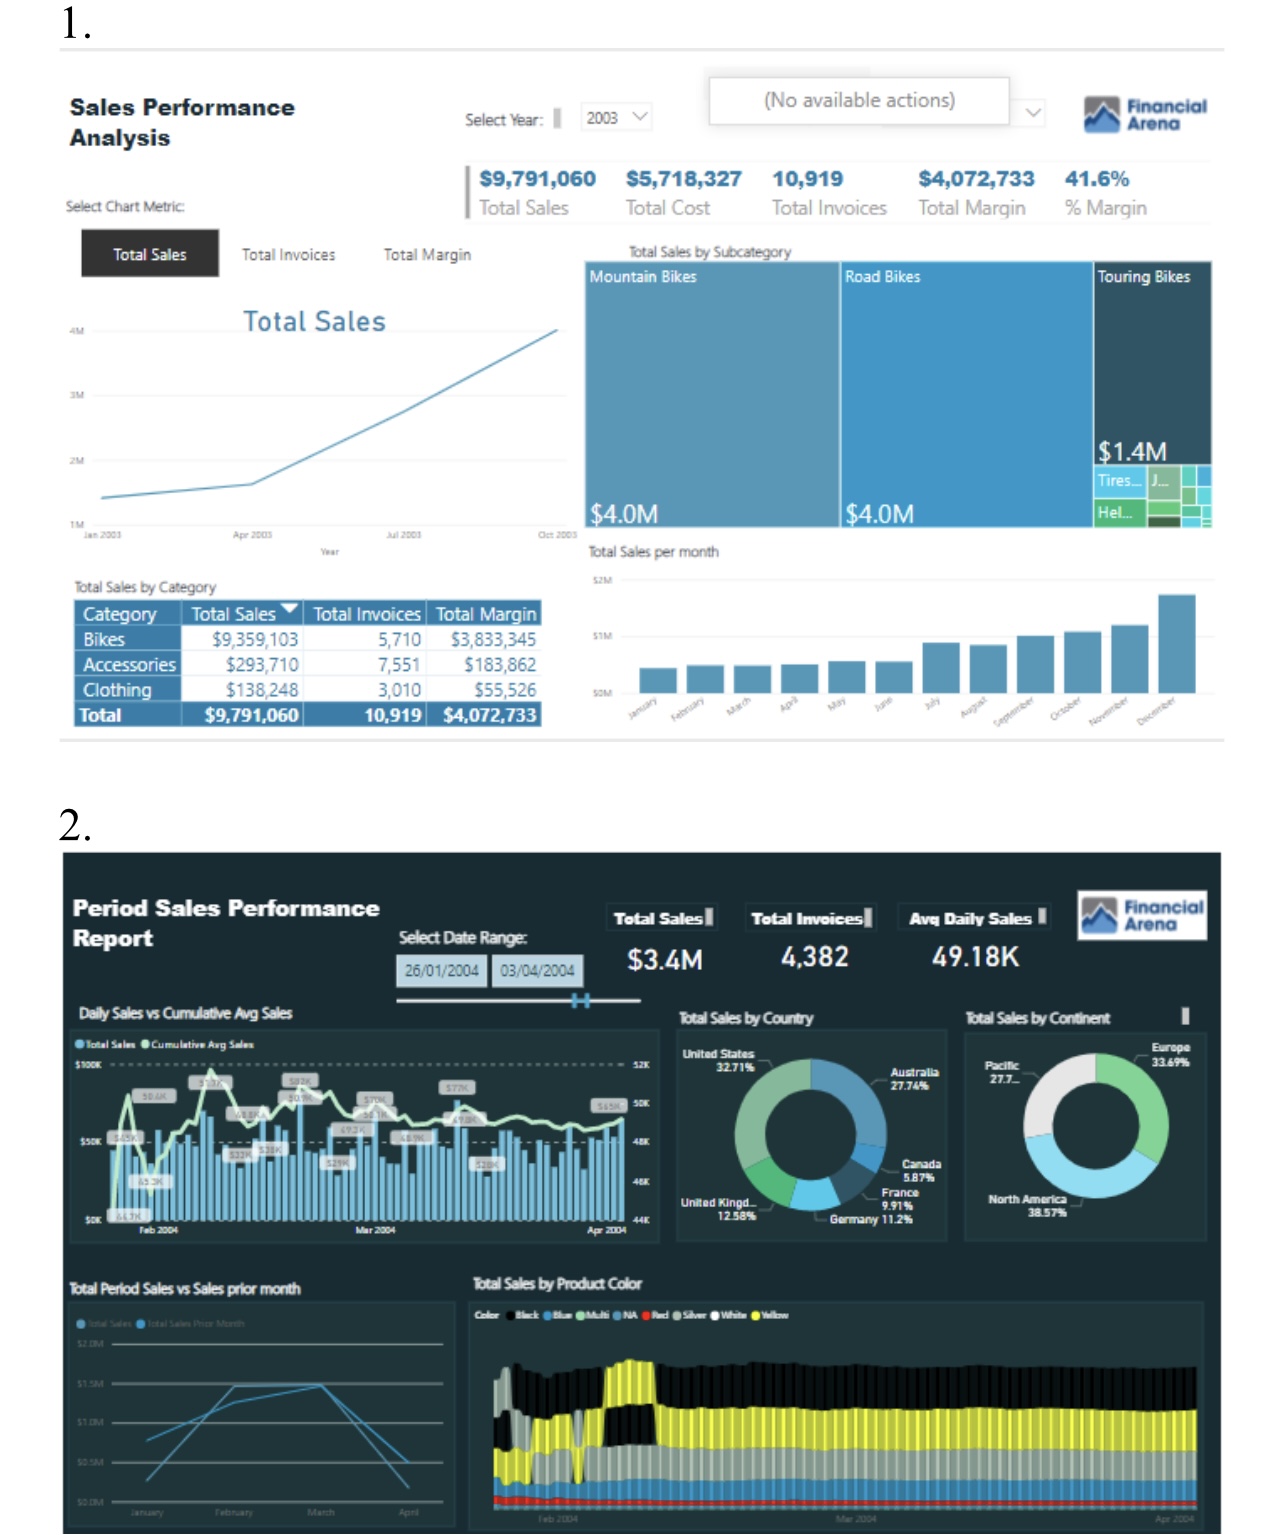 1.
Sales Performance
Analysis
Select Year:
2003
(No available actions)
Financial
Arena
$9,791,060
$5,718,327
10,919
$4,072,733
41.6%
Total Sales
Total Cost
Total Invoices
Total Margin
% Margin
Select Chart Metric:
Total Sales
Total Invoices
Total Margin
Total Sales
4M
3M
2M
1M
Jan 2003
Apr 2003
Jul 2003
Oct 2003
Year
Total Sales by Subcategory
Mountain Bikes
Road Bikes
Touring Bikes
$4.0M
$4.0M
$1.4M
Tires...
J...
Hel...
Total Sales by Category
Category Total Sales Total Invoices Total Margin
Bikes $9,359,103 5,710 $3,833,345
Accessories $293,710 7,551 $183,862
Clothing $138,248 3,010 $55,526
Total $9,791,060 10,919 $4,072,733
Total Sales per month
$2M
$1M
$0M
January
February
March
April
May
June
July
August
September
October
November
December
2.
Period Sales Performance
Report
Select Date Range:
26/01/2004
03/04/2004
Total Sales
Total Invoices
Avg Daily Sales
$3.4M
4,382
49.18K
Financial
Arena
Daily Sales vs Cumulative Avg Sales
Total Sales Cumulative Avg Sales
$100K
$50K
$0K
52K
50K
48K
46K
44K
$77K
Feb 2004
Mar 2004
Apr 2004
Total Sales by Country
United States
32.71%
Australia
27.74%
Canada
5.87%
France
9.91%
Germany 11.2%
United Kingd...
12.58%
Total Sales by Continent
Europe
33.69%
Pacific
27.7...
North America
38.57%
Total Period Sales vs Sales prior month
Total Sales Total Sales Prior Month
$2.0M
$1.5M
$1.0M
$0.5M
$0.0M
January
February
March
April
Total Sales by Product Color
Color Black Blue Multi NA Red Silver White Yellow
Feb 2004
Mar 2004
Apr 2004